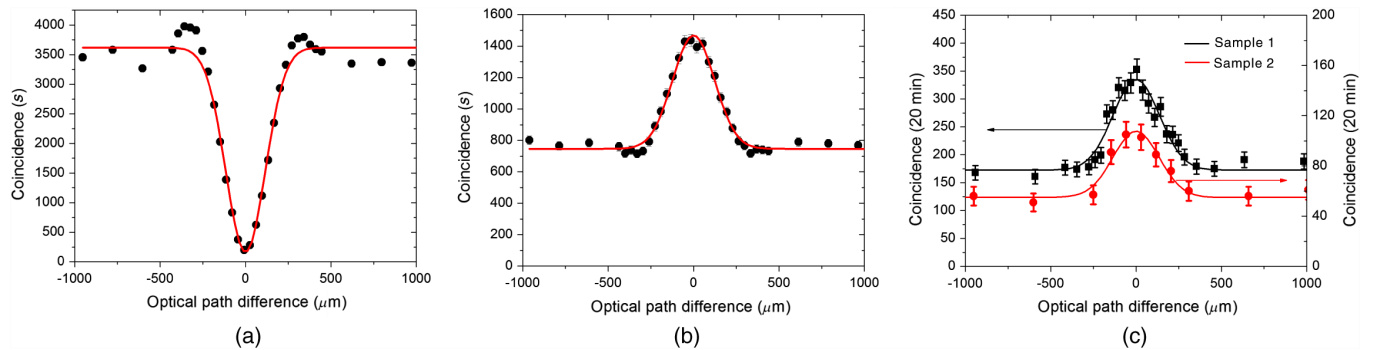 4500
4000
3500
3000
2500
2000
1500
1000
500
0
Coincidence (s)
-1000 -500 0 500 1000
Optical path difference (μm)
(a)
1600
1400
1200
1000
800
600
400
200
0
Coincidence (s)
-1000 -500 0 500 1000
Optical path difference (μm)
(b)
450
400
350
300
250
200
150
100
50
0
Coincidence (20 min)
Sample 1
Sample 2
200
160
120
80
40
0
Coincidence (20 min)
-1000 -500 0 500 1000
Optical path difference (μm)
(c)